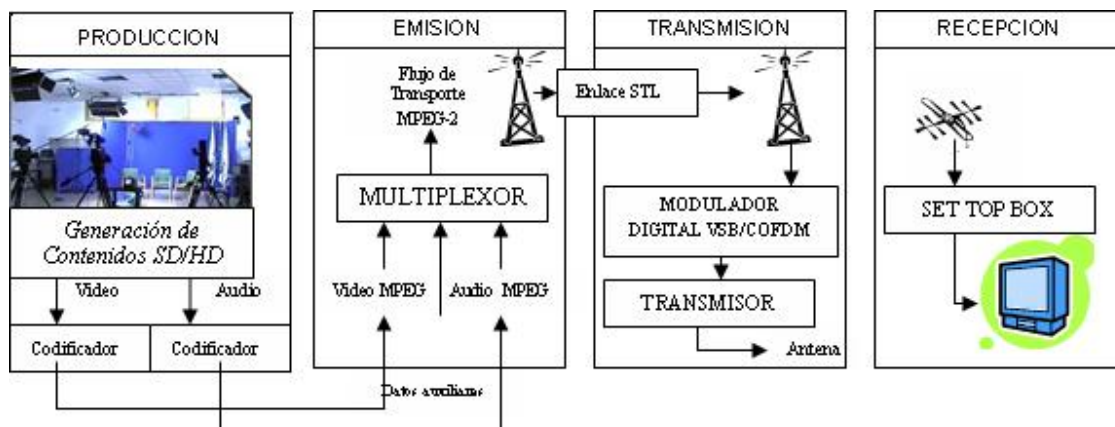 PRODUCCION
Generación de
Contenidos SD/HD
Video
Audio
Codificador
Codificador
EMISION
Flujo de
Transporte
MPEG-2
MULTIPLEXOR
Video MPEG
Audio MPEG
Datos auxiliares
TRANSMISION
Enlace STL
MODULADOR
DIGITAL VSB/COFDM
TRANSMISOR
Antena
RECEPCION
SET TOP BOX